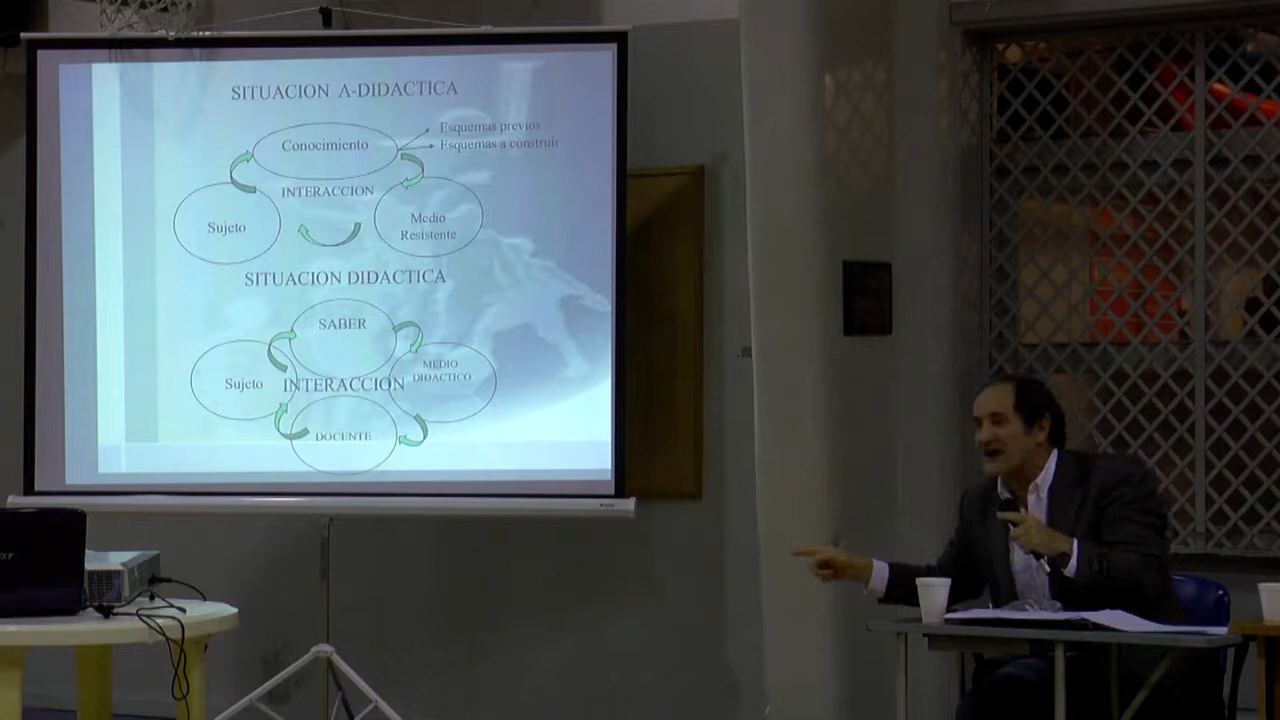 SITUACION A-DIDACTICA
Conocimiento
Esquemas previos
Esquemas a construir
INTERACCION
Sujeto
Medio
Resistente
SITUACION DIDACTICA
SABER
Sujeto
INTERACCION
MEDIO
DIDACTICO
DOCENTE